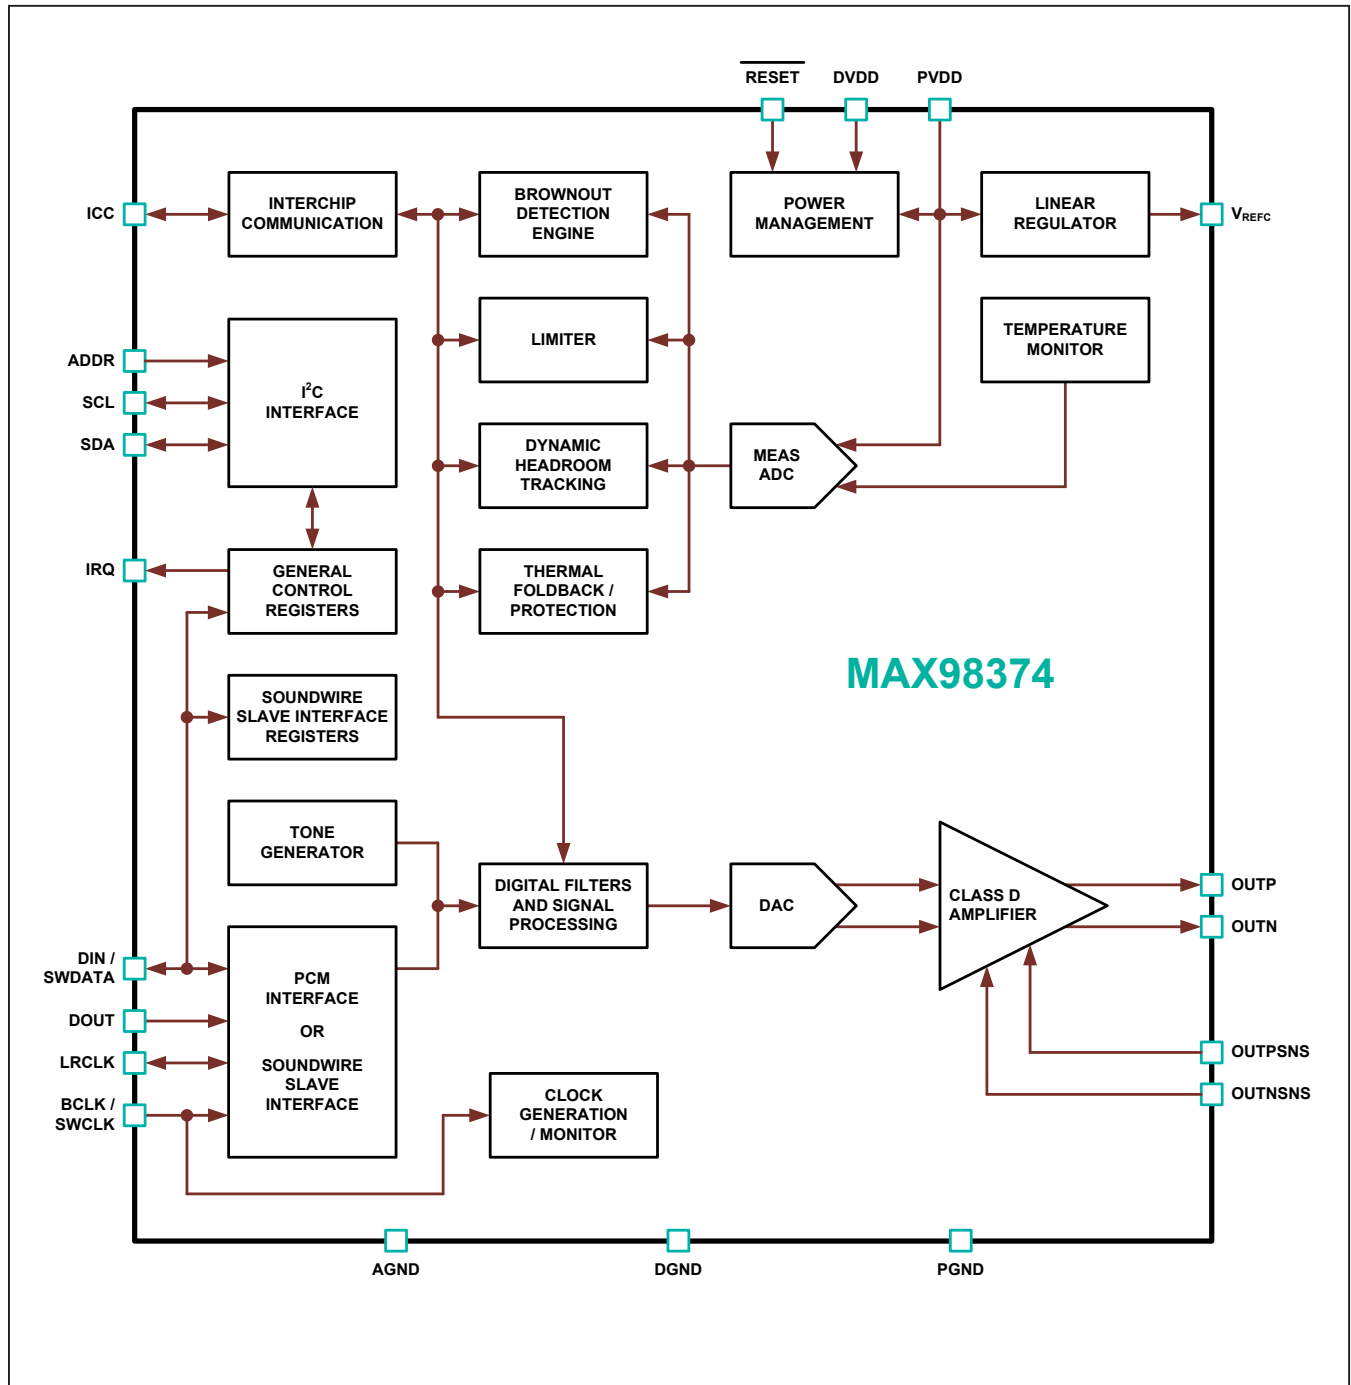 RESET
DVDD
PVDD
ICC
INTERCHIP
COMMUNICATION
BROWNOUT
DETECTION
ENGINE
POWER
MANAGEMENT
LINEAR
REGULATOR
VREFC
LIMITER
TEMPERATURE
MONITOR
ADDR
SCL
SDA
I2C
INTERFACE
DYNAMIC
HEADROOM
TRACKING
MEAS
ADC
IRQ
GENERAL
CONTROL
REGISTERS
THERMAL
FOLDBACK /
PROTECTION
MAX98374
SOUNDWIRE
SLAVE INTERFACE
REGISTERS
TONE
GENERATOR
DIGITAL FILTERS
AND SIGNAL
PROCESSING
DAC
CLASS D
AMPLIFIER
OUTP
OUTN
DIN /
SWDATA
DOUT
LRCLK
BCLK /
SWCLK
PCM
INTERFACE
OR
SOUNDWIRE
SLAVE
INTERFACE
CLOCK
GENERATION
/ MONITOR
OUTPSNS
OUTNSNS
AGND
DGND
PGND